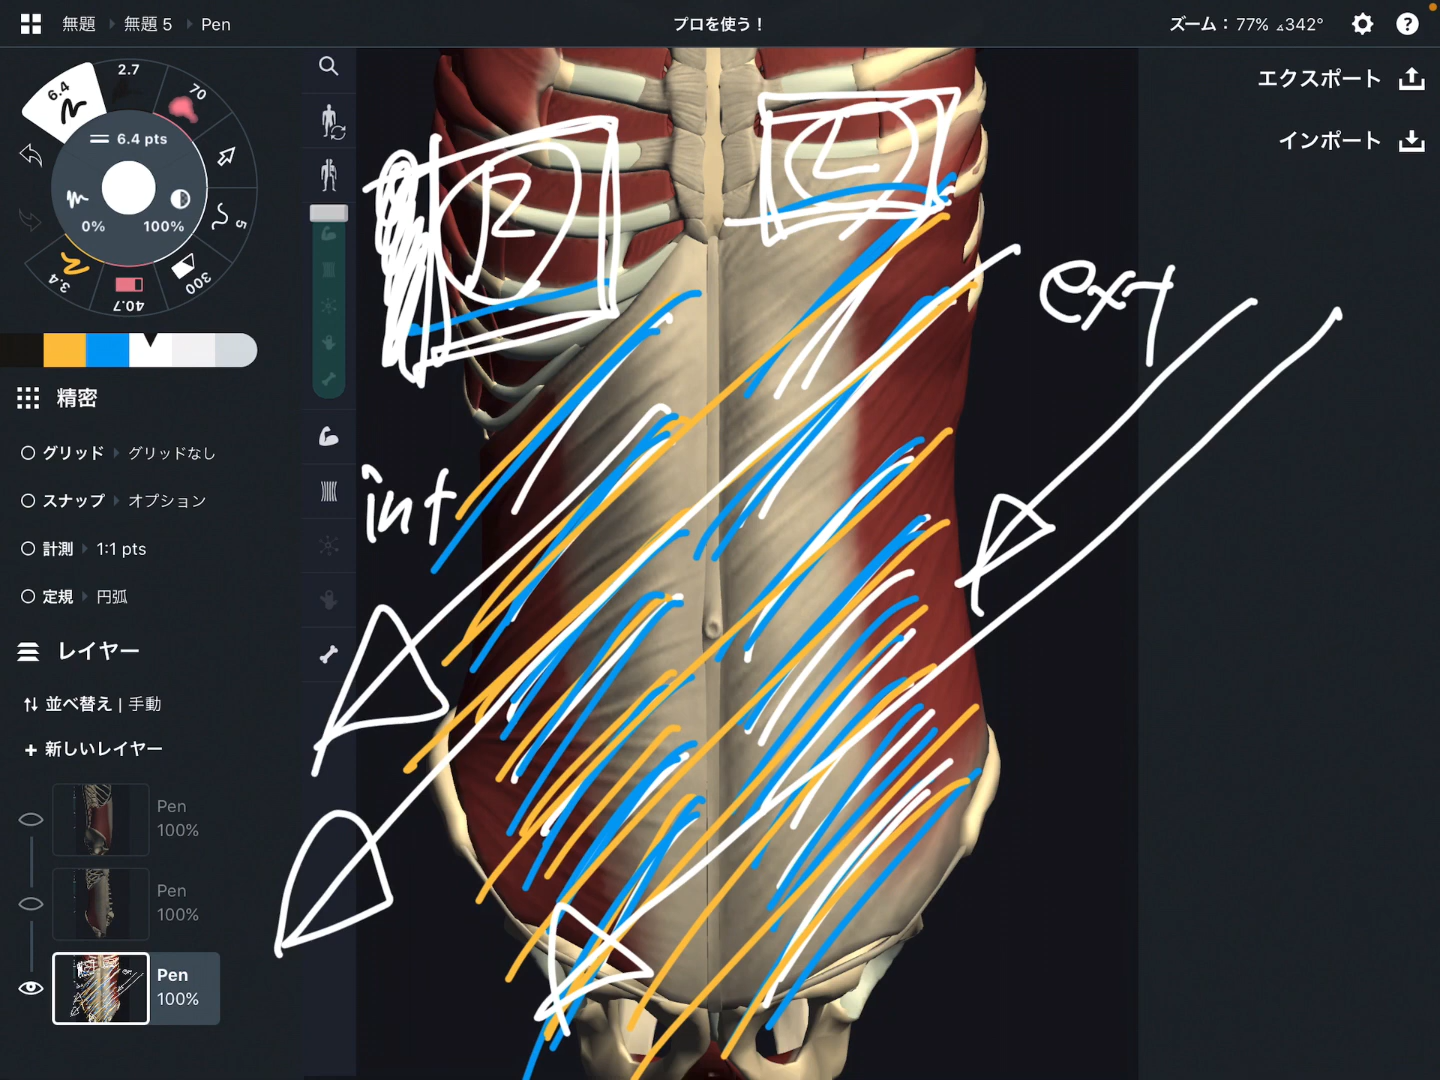 無題 無題 5 Pen
プロを使う！
ズーム： 77% ⊿342°
エクスポート
インポート
2.7
6.4
70
6.4 pts
5
0% 100%
3.4
40.7
300
精密
グリッド グリッドなし
スナップ オプション
計測 1:1 pts
定規 円弧
レイヤー
並べ替え | 手動
+ 新しいレイヤー
Pen
100%
Pen
100%
Pen
100%
R
L
ext
int